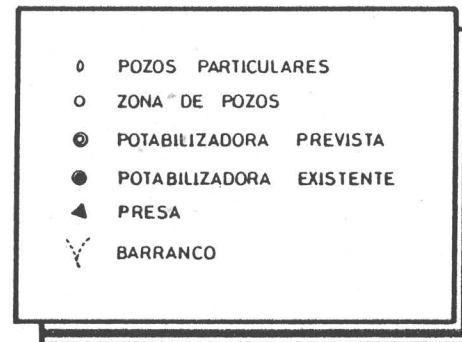 POZOS PARTICULARES
ZONA DE POZOS
POTABILIZADORA PREVISTA
POTABILIZADORA EXISTENTE
PRESA
BARRANCO